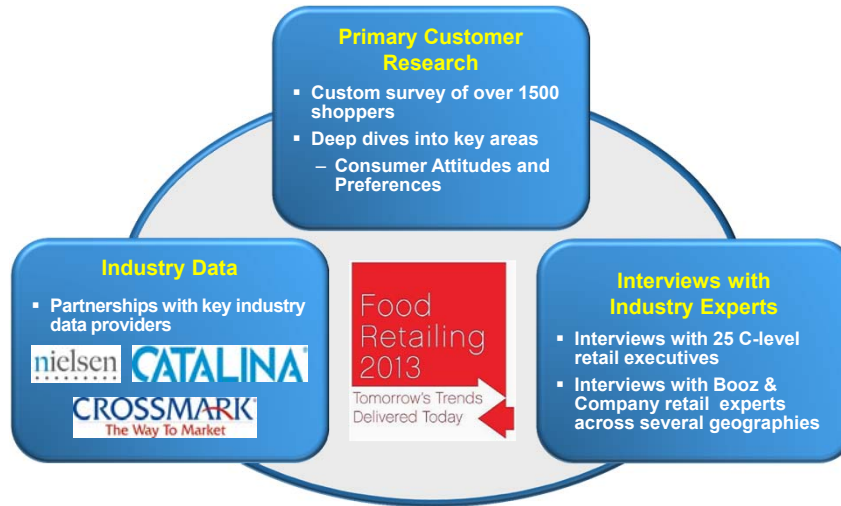 Primary Customer
Research
▪ Custom survey of over 1500
shoppers
▪ Deep dives into key areas
– Consumer Attitudes and
Preferences
Industry Data
▪ Partnerships with key industry
data providers
nielsen
CATALINA®
CROSSMARK®
The Way To Market
Food
Retailing
2013
Tomorrow's Trends
Delivered Today
Interviews with
Industry Experts
▪ Interviews with 25 C-level
retail executives
▪ Interviews with Booz &
Company retail experts
across several geographies